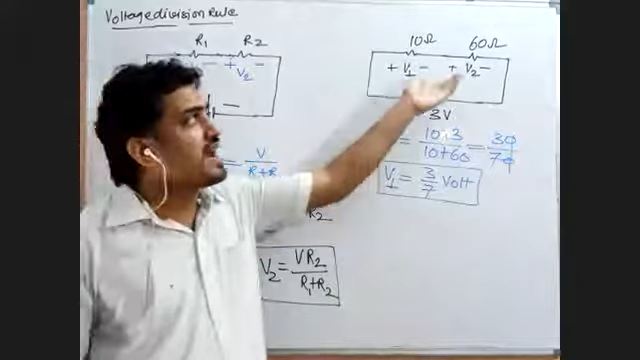 Voltage division Rule
R₁ R₂
+ V₂ −
= V/(R+R
R₂
V₂ = VR₂/(R₁+R₂)
10Ω 60Ω
+ V₁ − + V₂ −
3V
= 10×3/(10+60) = 30/70
V₁ = 3/7 Volt